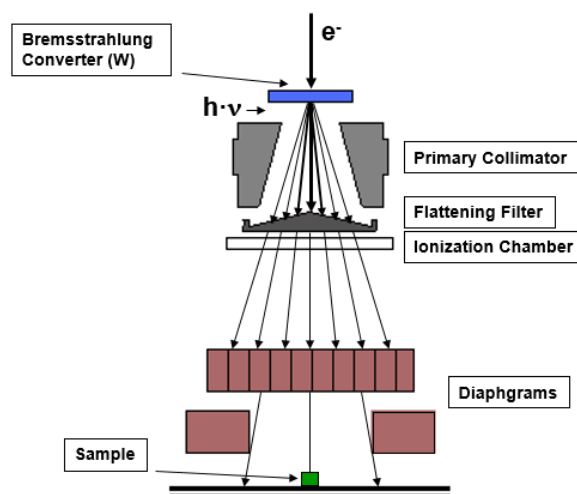 Bremsstrahlung
Converter (W)
e-
h·ν
Primary Collimator
Flattening Filter
Ionization Chamber
Diaphgrams
Sample